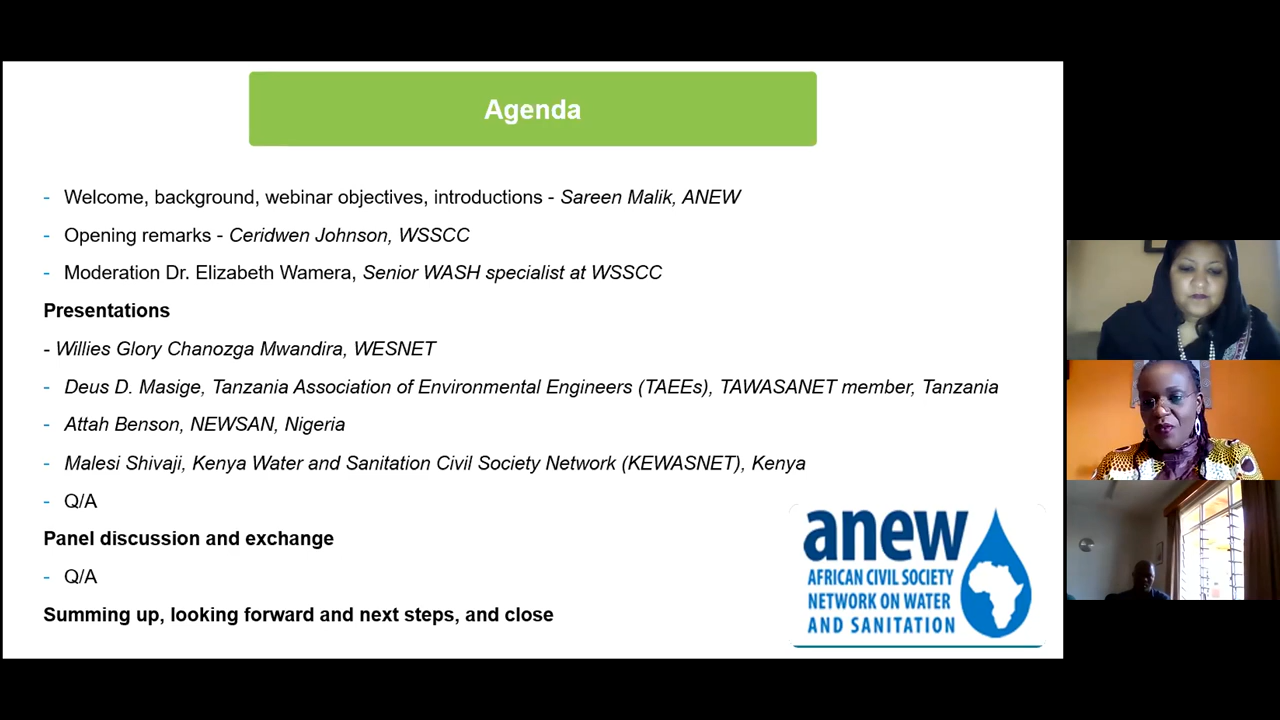 Agenda
- Welcome, background, webinar objectives, introductions - Sareen Malik, ANEW
- Opening remarks - Ceridwen Johnson, WSSCC
- Moderation Dr. Elizabeth Wamera, Senior WASH specialist at WSSCC
Presentations
- Willies Glory Chanozga Mwandira, WESNET
- Deus D. Masige, Tanzania Association of Environmental Engineers (TAEEs), TAWASANET member, Tanzania
- Attah Benson, NEWSAN, Nigeria
- Malesi Shivaji, Kenya Water and Sanitation Civil Society Network (KEWASNET), Kenya
- Q/A
Panel discussion and exchange
- Q/A
Summing up, looking forward and next steps, and close
anew
AFRICAN CIVIL SOCIETY
NETWORK ON WATER
AND SANITATION